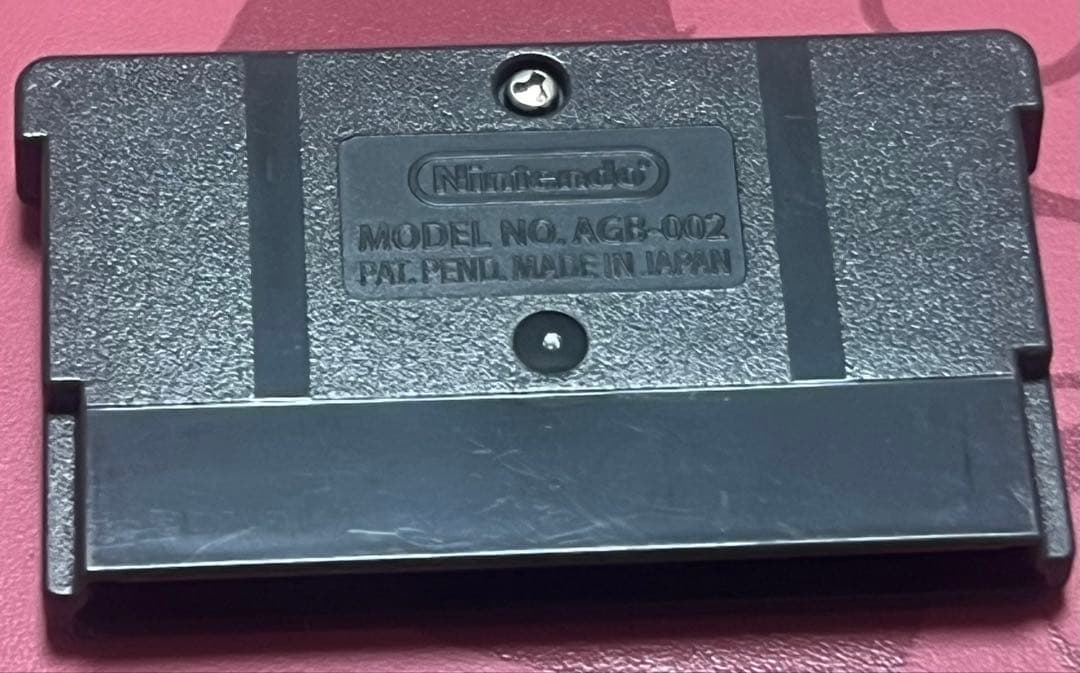 Nintendo®
MODEL NO. AGB-002
PAT. PEND. MADE IN JAPAN